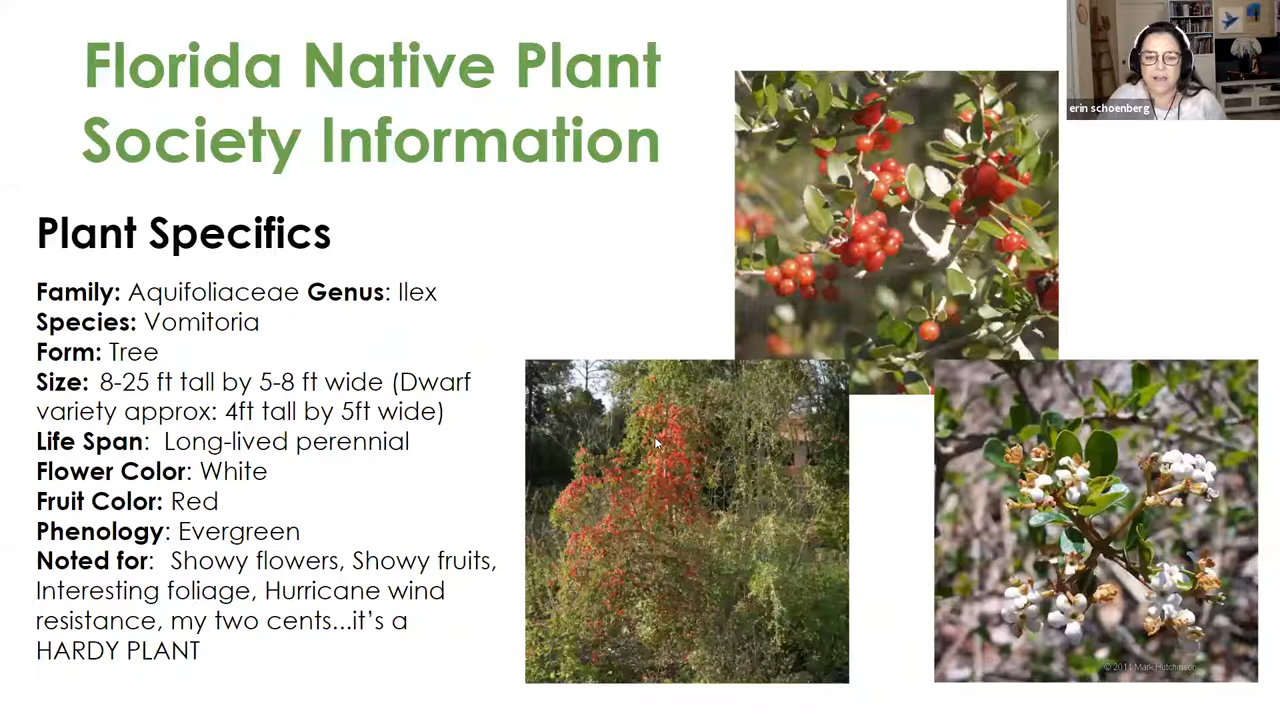 Florida Native Plant
Society Information
erin schoenberg
Plant Specifics
Family: Aquifoliaceae Genus: Ilex
Species: Vomitoria
Form: Tree
Size: 8-25 ft tall by 5-8 ft wide (Dwarf
variety approx: 4ft tall by 5ft wide)
Life Span: Long-lived perennial
Flower Color: White
Fruit Color: Red
Phenology: Evergreen
Noted for: Showy flowers, Showy fruits,
Interesting foliage, Hurricane wind
resistance, my two cents...it's a
HARDY PLANT
© 2011 Mark Hutchinson